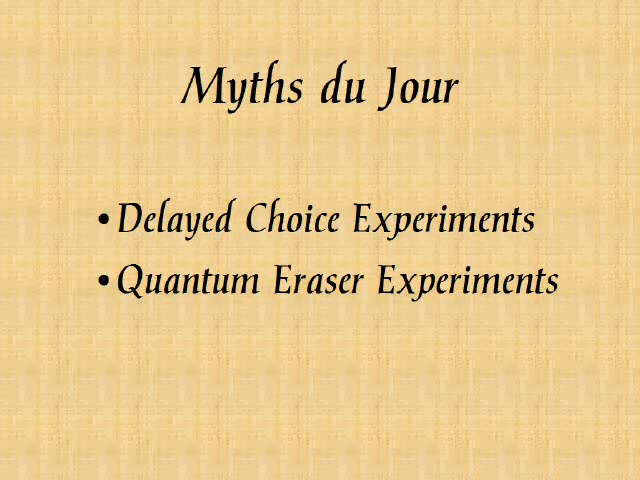 Myths du Jour
• Delayed Choice Experiments
• Quantum Eraser Experiments